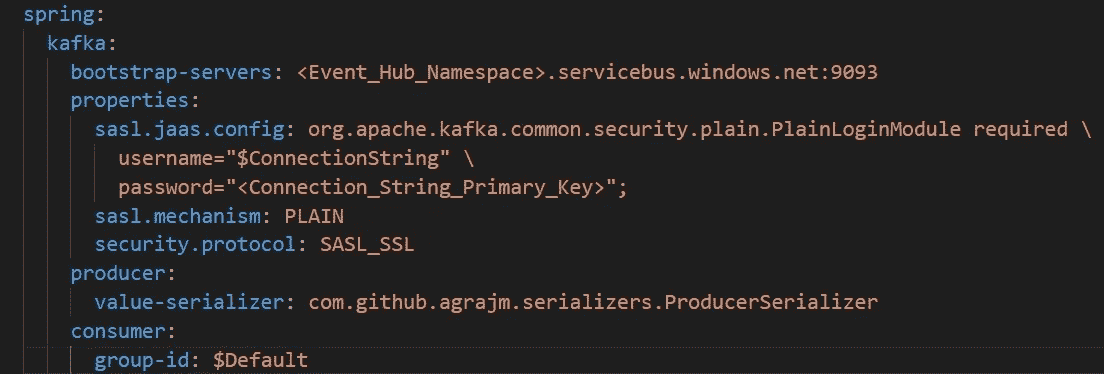 spring:
  kafka:
    bootstrap-servers: <Event_Hub_Namespace>.servicebus.windows.net:9093
    properties:
      sasl.jaas.config: org.apache.kafka.common.security.plain.PlainLoginModule required \
        username="$ConnectionString" \
        password="<Connection_String_Primary_Key>";
      sasl.mechanism: PLAIN
      security.protocol: SASL_SSL
    producer:
      value-serializer: com.github.agrajm.serializers.ProducerSerializer
    consumer:
      group-id: $Default